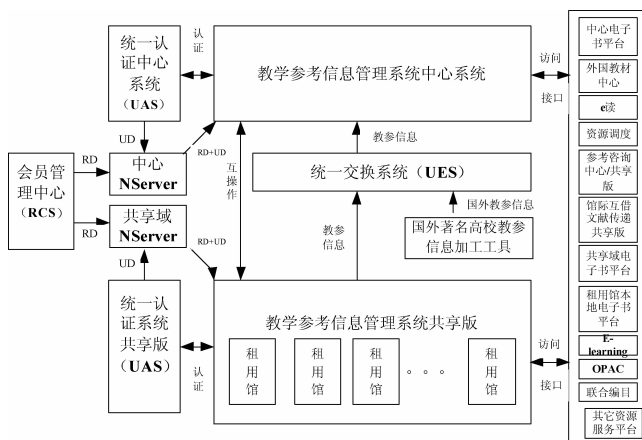 统一认
证中心
系统
（UAS）
认
证
教学参考信息管理系统中心系统
访问
接口
UD
RD
中心
NServer
RD+UD
互
操
作
教参信息
统一交换系统（UES）
会员管
理中心
（RCS）
RD
共享域
NServer
RD+UD
教参
信息
国外教参信息
国外著名高校教参
信息加工工具
UD
统一认
证系统
共享版
（UAS）
认
证
教学参考信息管理系统共享版
租
用
馆
租
用
馆
租
用
馆
。。。
租
用
馆
访问
接口
中心电子
书平台
外国教材
中心
e读
资源调度
参考咨询
中心/共享
版
馆际互借
文献传递
共享版
共享域电
子书平台
租用馆本
地电子书
平台
E-
learning
OPAC
联合编目
其它资源
服务平台